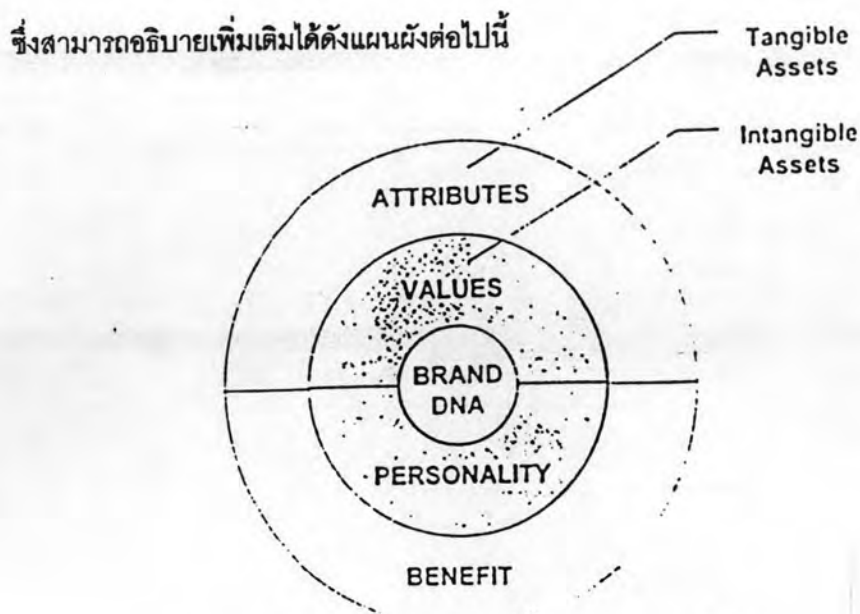 ซึ่งสามารถอธิบายเพิ่มเติมได้ดังแผนผังต่อไปนี้
Tangible
Assets
Intangible
Assets
ATTRIBUTES
VALUES
BRAND
DNA
PERSONALITY
BENEFIT